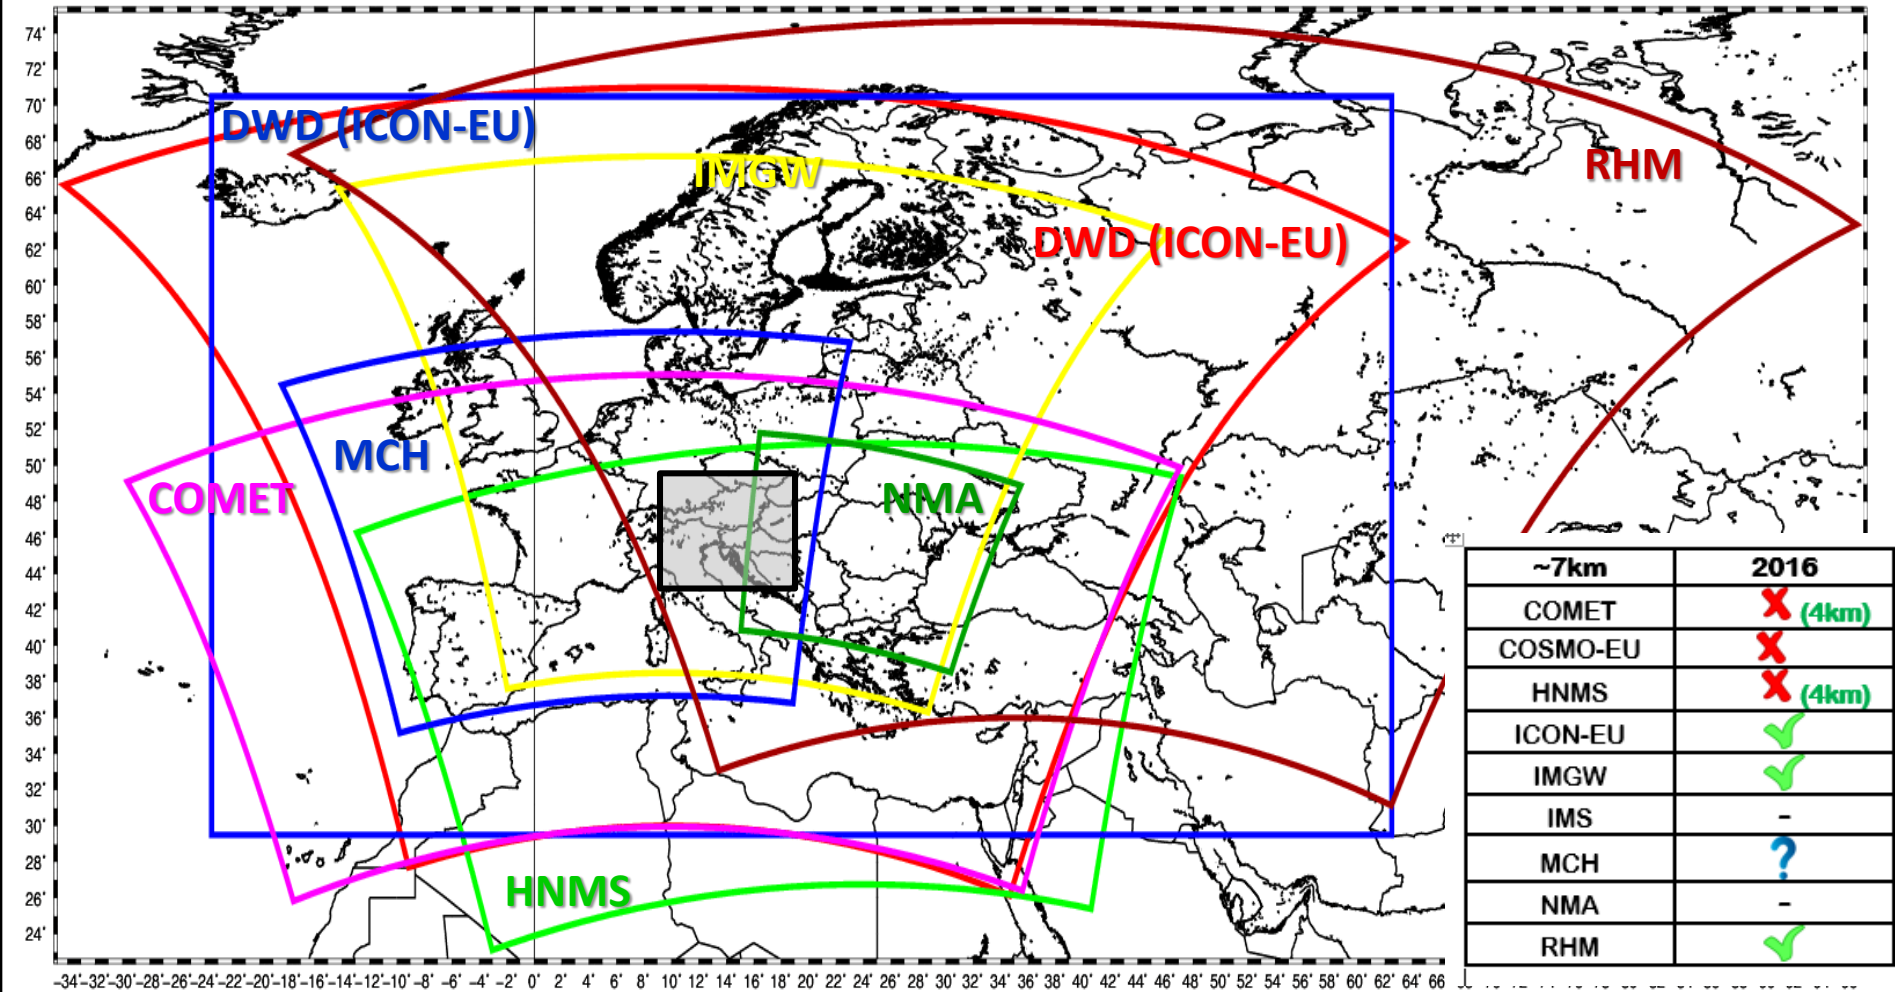 74'
72'
70'
68'
66'
64'
62'
60'
58'
56'
54'
52'
50'
48'
46'
44'
42'
40'
38'
36'
34'
32'
30'
28'
26'
24'
DWD (ICON-EU)
IMGW
RHM
DWD (ICON-EU)
MCH
COMET
NMA
HNMS
~7km 2016
COMET (4km)
COSMO-EU
HNMS (4km)
ICON-EU
IMGW
IMS -
MCH ?
NMA -
RHM
-34'-32'-30'-28'-26'-24'-22'-20'-18'-16'-14'-12'-10'-8' -6' -4' -2' 0' 2' 4' 6' 8' 10' 12' 14' 16' 18' 20' 22' 24' 26' 28' 30' 32' 34' 36' 38' 40' 42' 44' 46' 48' 50' 52' 54' 56' 58' 60' 62' 64' 66'